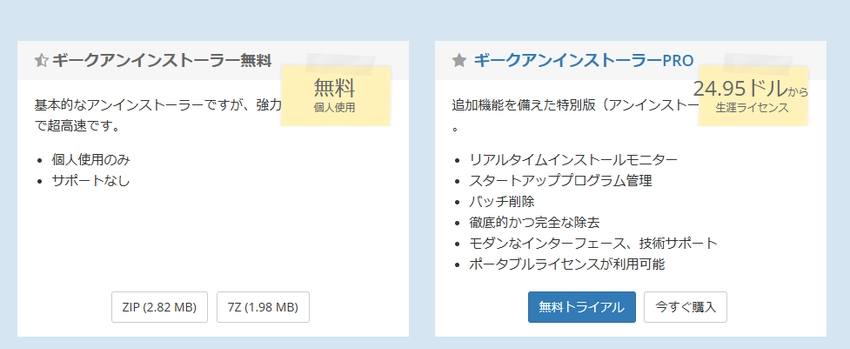 ギークアンインストーラー無料
無料
個人使用
基本的なアンインストーラーですが、強力
で超高速です。
個人使用のみ
サポートなし
ZIP (2.82 MB)
7Z (1.98 MB)
ギークアンインストーラーPRO
24.95ドルから
生涯ライセンス
追加機能を備えた特別版（アンインストー
。
リアルタイムインストールモニター
スタートアッププログラム管理
バッチ削除
徹底的かつ完全な除去
モダンなインターフェース、技術サポート
ポータブルライセンスが利用可能
無料トライアル
今すぐ購入